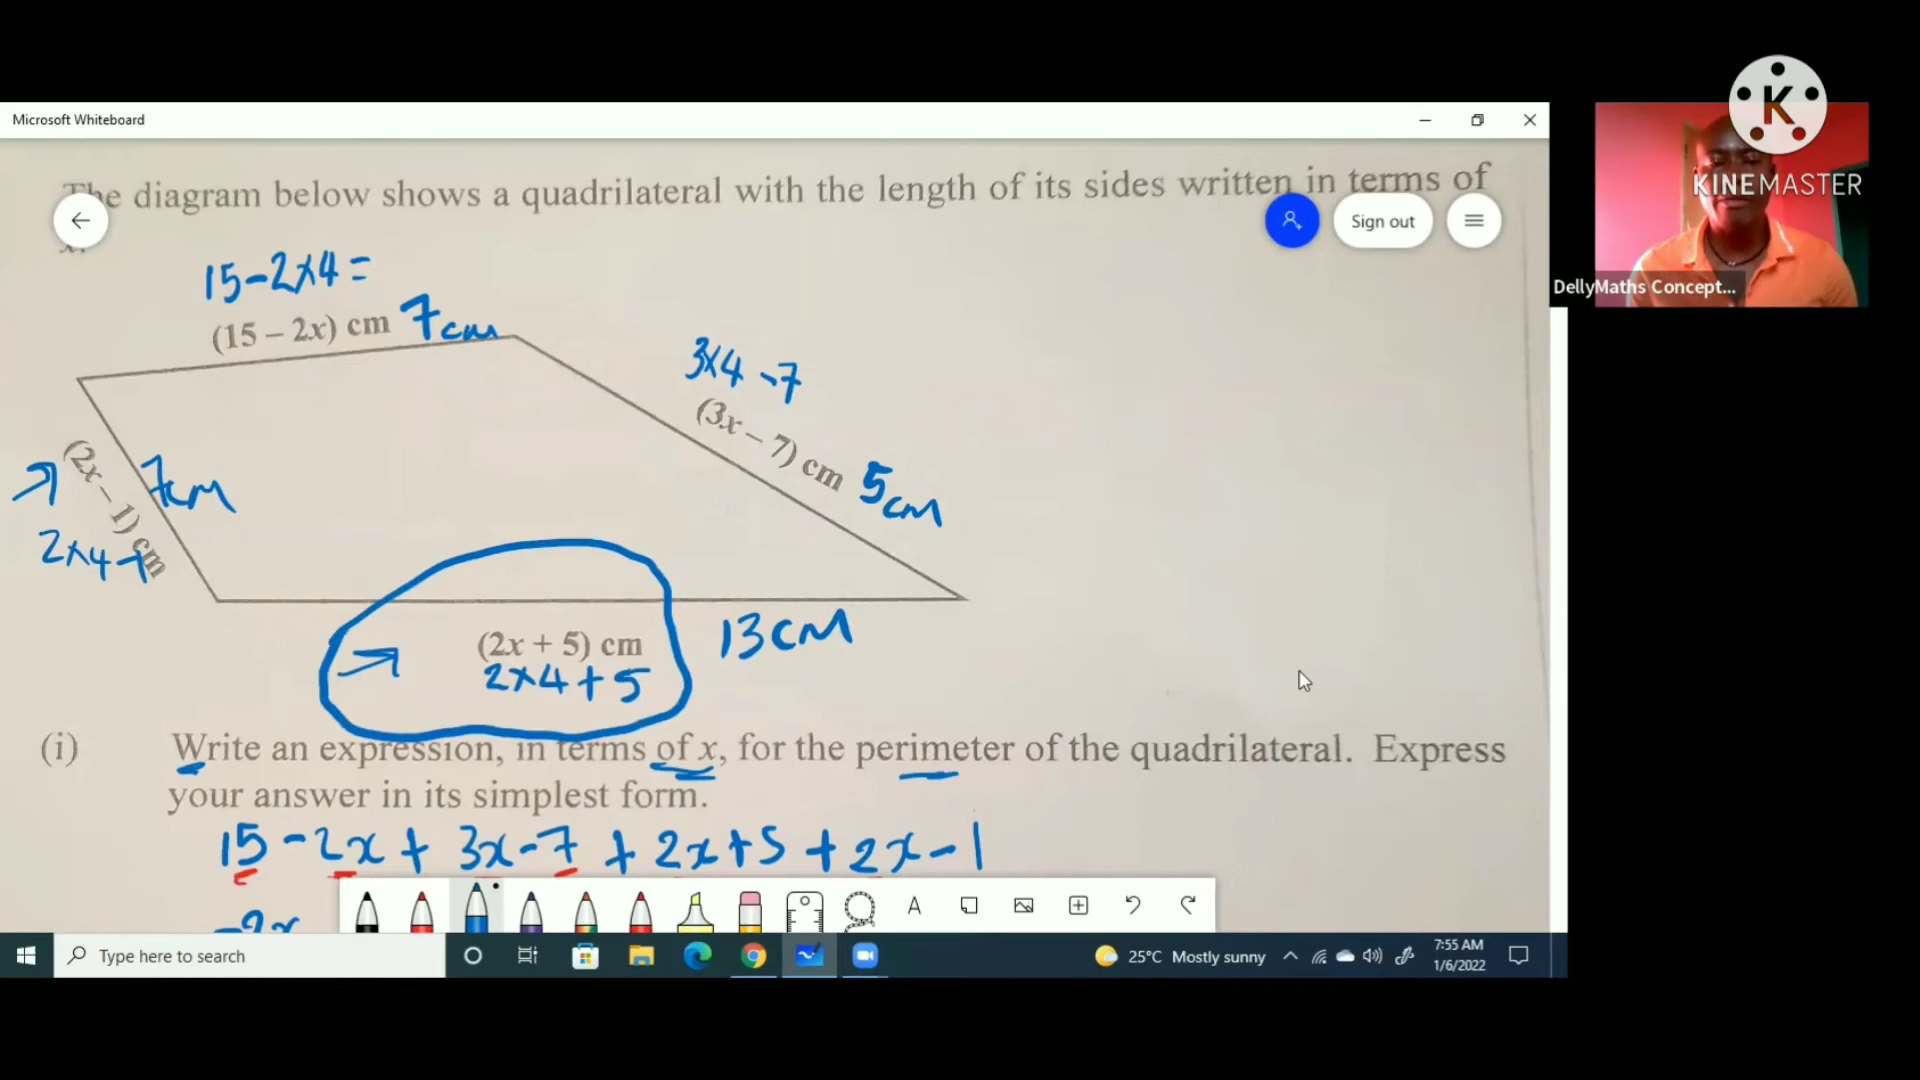 Microsoft Whiteboard
KINEMASTER
K
The diagram below shows a quadrilateral with the length of its sides written in terms of
x.
Sign out
DellyMaths Concept...
15-2x4=
(15 – 2x) cm 7cm
3x4-7
(3x – 7) cm 5cm
(2x – 1) cm 7cm
2x4-1
(2x + 5) cm 13cm
2x4+5
(i) Write an expression, in terms of x, for the perimeter of the quadrilateral. Express
your answer in its simplest form.
15-2x+3x-7+2x+5+2x-1
-2x
A
Type here to search
25°C Mostly sunny
7:55 AM
1/6/2022